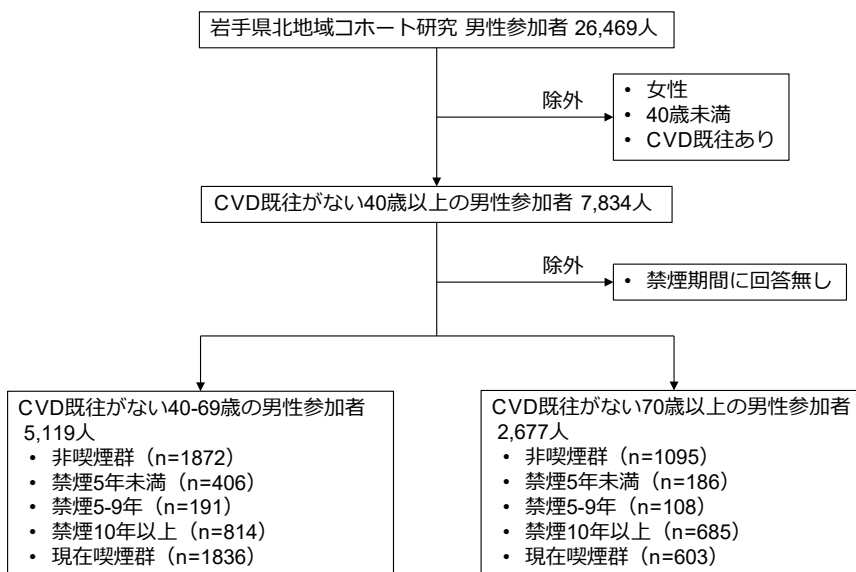 岩手県北地域コホート研究 男性参加者 26,469人
除外
• 女性
• 40歳未満
• CVD既往あり
CVD既往がない40歳以上の男性参加者 7,834人
除外
• 禁煙期間に回答無し
CVD既往がない40-69歳の男性参加者
5,119人
• 非喫煙群（n=1872）
• 禁煙5年未満（n=406）
• 禁煙5-9年（n=191）
• 禁煙10年以上（n=814）
• 現在喫煙群（n=1836）
CVD既往がない70歳以上の男性参加者
2,677人
• 非喫煙群（n=1095）
• 禁煙5年未満（n=186）
• 禁煙5-9年（n=108）
• 禁煙10年以上（n=685）
• 現在喫煙群（n=603）